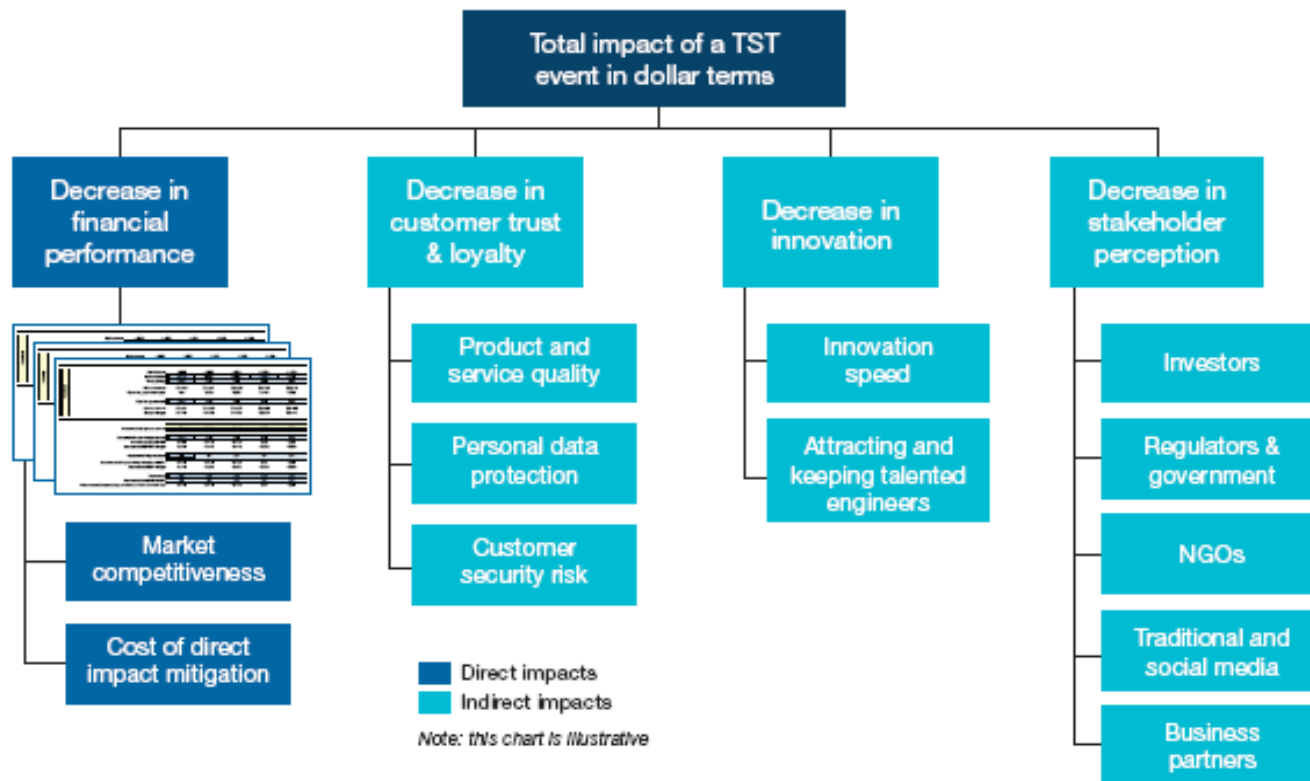 Total impact of a TST
event in dollar terms
Decrease in
financial
performance
Decrease in
customer trust
& loyalty
Decrease in
innovation
Decrease in
stakeholder
perception
Market
competitiveness
Cost of direct
impact mitigation
Product and
service quality
Personal data
protection
Customer
security risk
Innovation
speed
Attracting and
keeping talented
engineers
Investors
Regulators &
government
NGOs
Traditional and
social media
Business
partners
Direct impacts
Indirect impacts
Note: this chart is illustrative